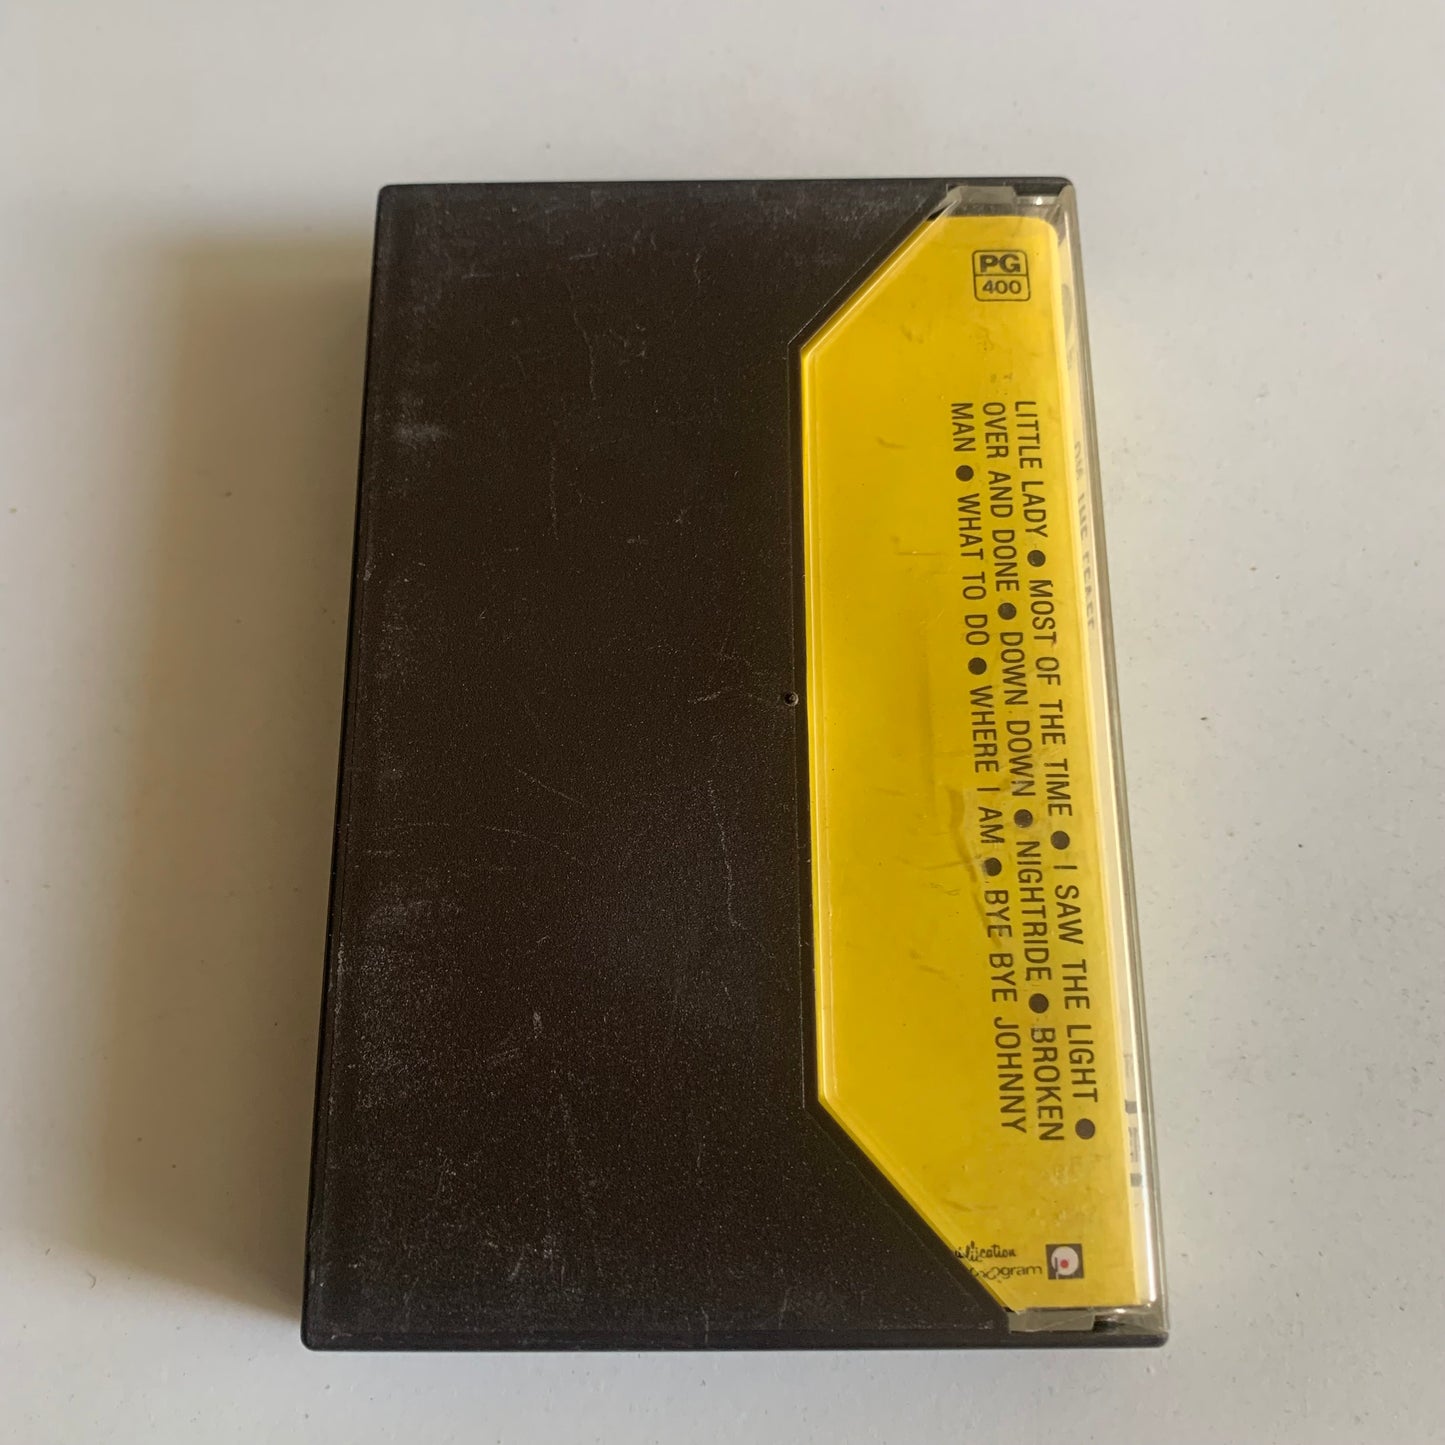 PG
400
LITTLE LADY ● MOST OF THE TIME ● I SAW THE LIGHT ●
OVER AND DONE ● DOWN DOWN ● NIGHTRIDE ● BROKEN
MAN ● WHAT TO DO ● WHERE I AM ● BYE BYE JOHNNY